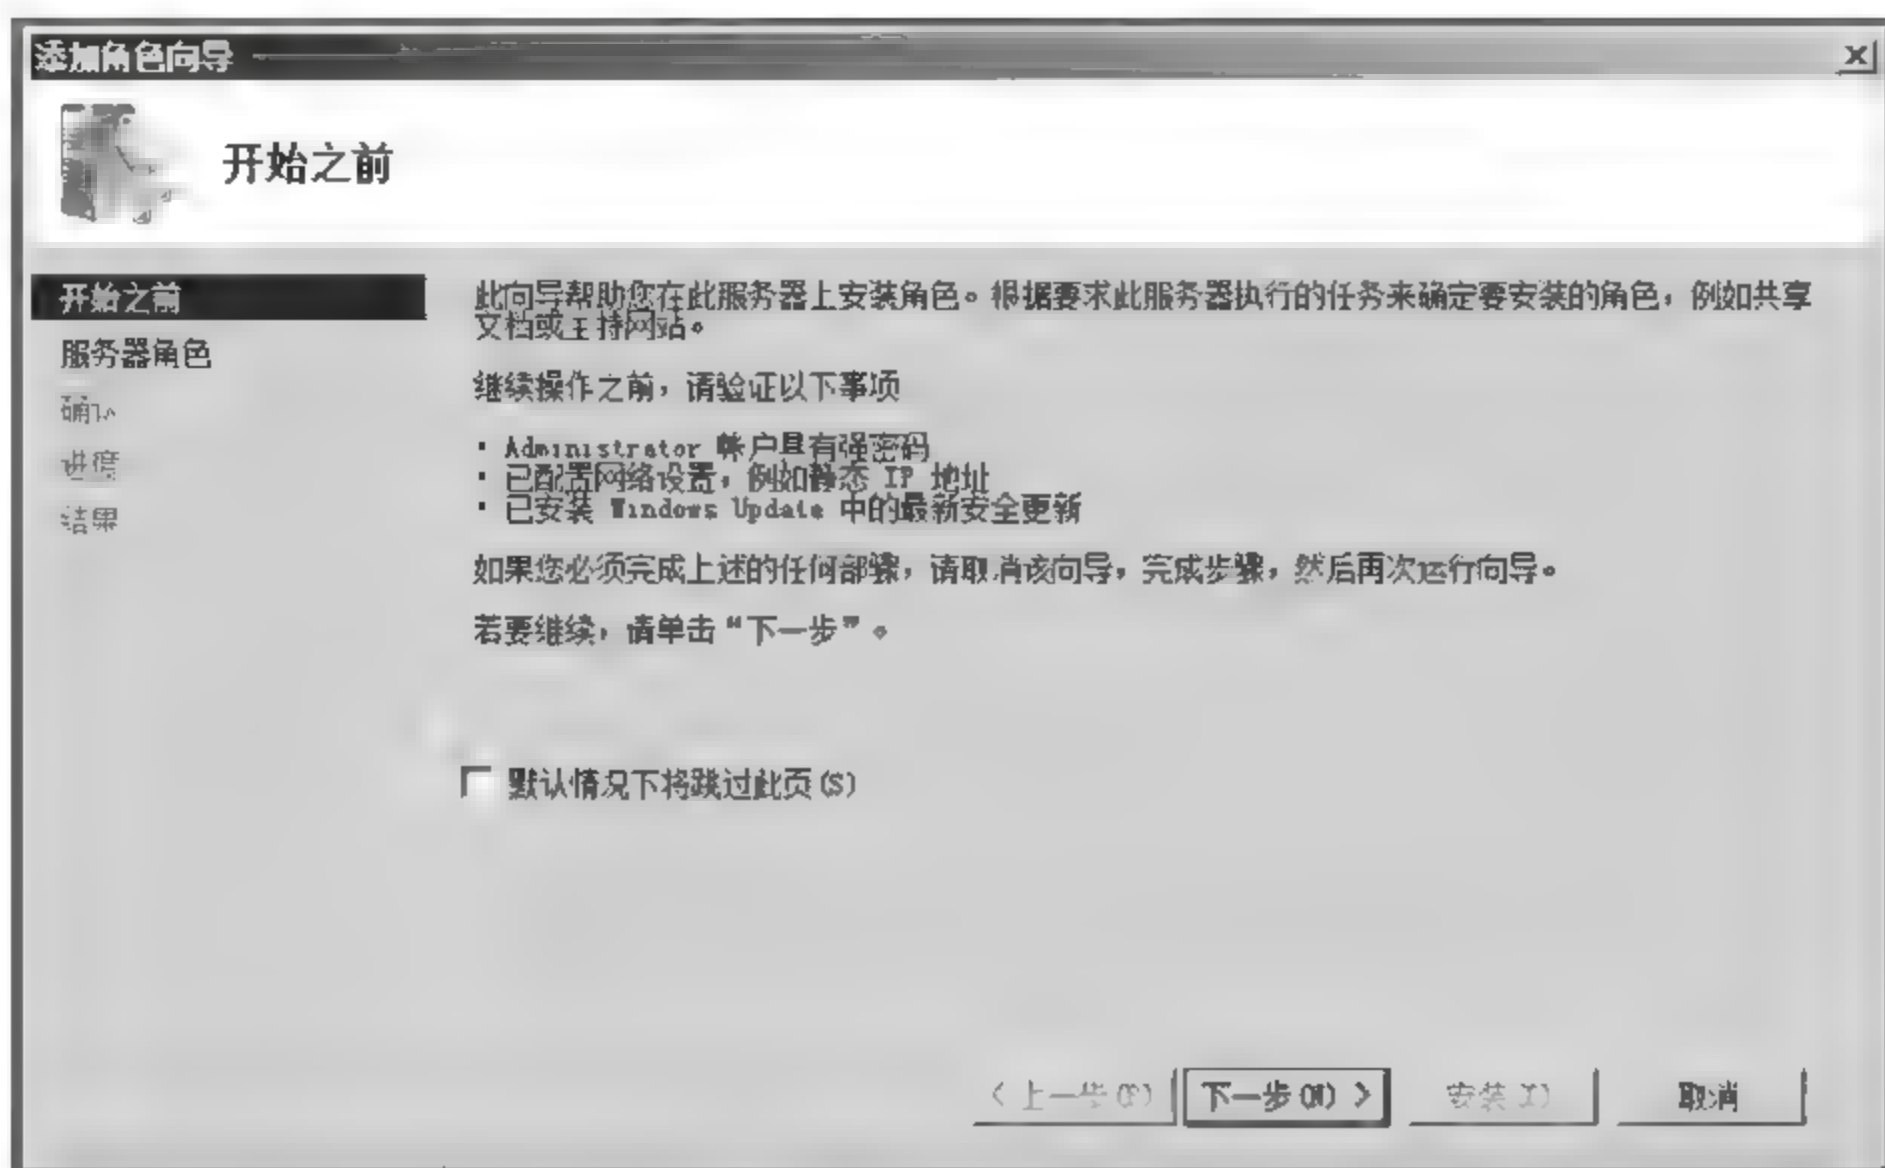 添加角色向导
开始之前
开始之前
服务器角色
确认
进度
结果
此向导帮助您在此服务器上安装角色。根据要求此服务器执行的任务来确定要安装的角色，例如共享
文档或主持网站。
继续操作之前，请验证以下事项
· Administrator 帐户具有强密码
· 已配置网络设置，例如静态 IP 地址
· 已安装 Windows Update 中的最新安全更新
如果您必须完成上述的任何部骤，请取消该向导，完成步骤，然后再次运行向导。
若要继续，请单击“下一步”。
默认情况下将跳过此页(S)
< 上一步(P)
下一步(N) >
安装(I)
取消